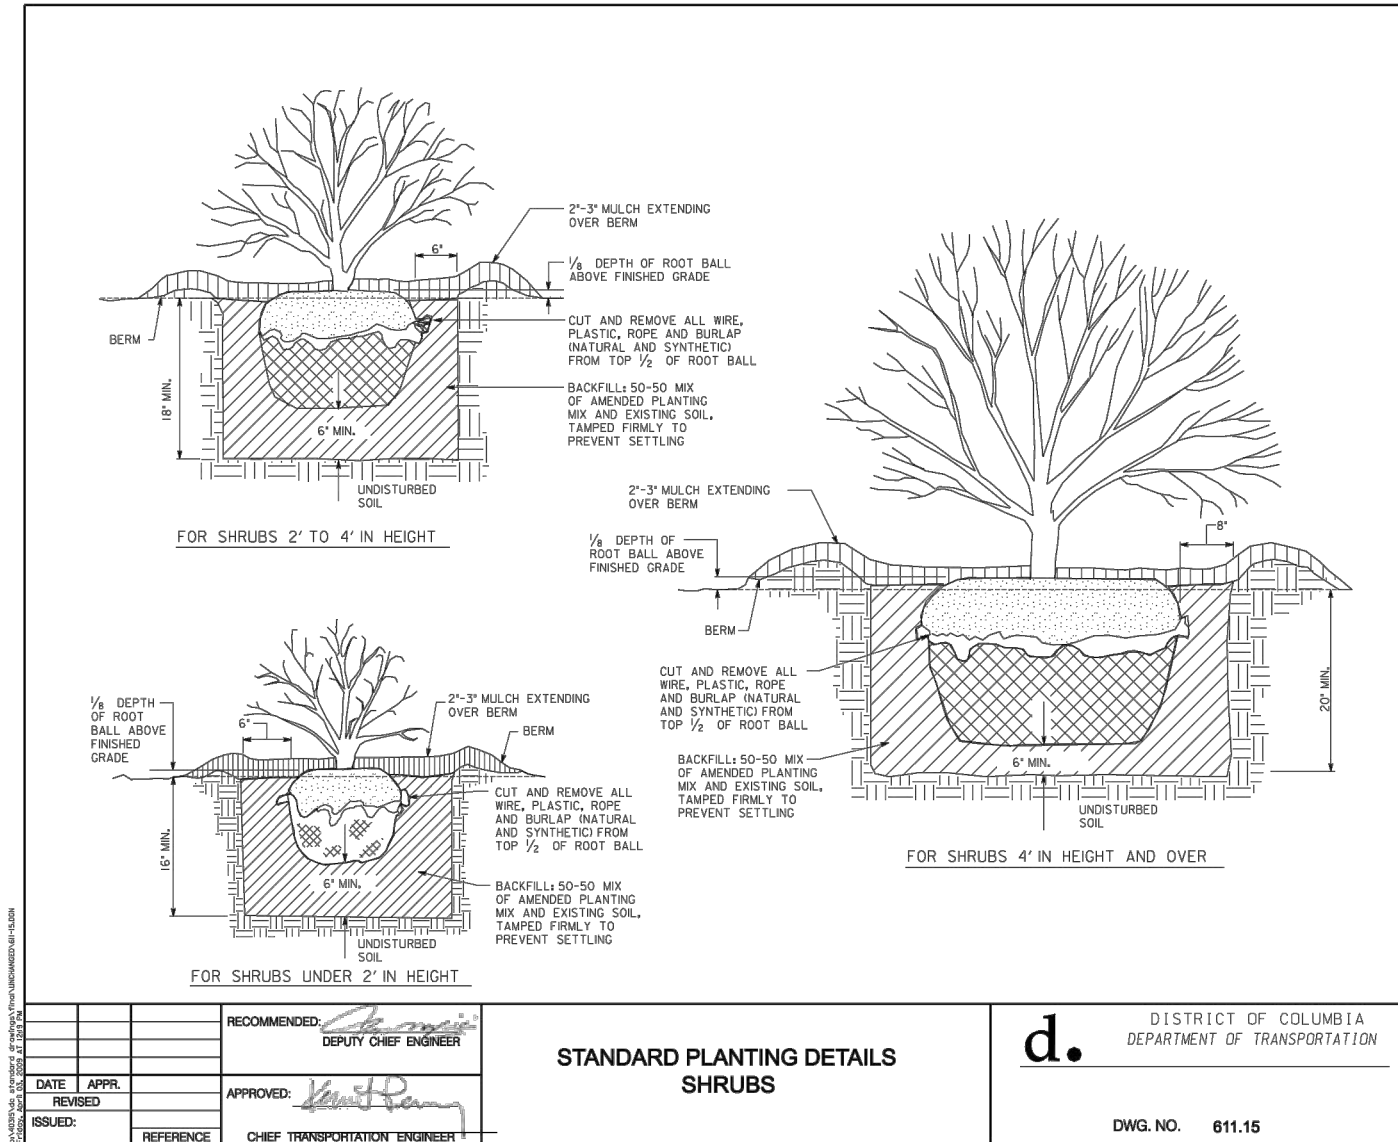 2"-3" MULCH EXTENDING
OVER BERM
6"
1/8 DEPTH OF ROOT BALL
ABOVE FINISHED GRADE
BERM
CUT AND REMOVE ALL WIRE,
PLASTIC, ROPE AND BURLAP
(NATURAL AND SYNTHETIC)
FROM TOP 1/2 OF ROOT BALL
18" MIN.
BACKFILL: 50-50 MIX
OF AMENDED PLANTING
MIX AND EXISTING SOIL,
TAMPED FIRMLY TO
PREVENT SETTLING
6" MIN.
UNDISTURBED
SOIL
FOR SHRUBS 2' TO 4' IN HEIGHT
2"-3" MULCH EXTENDING
OVER BERM
8"
1/8 DEPTH OF
ROOT BALL ABOVE
FINISHED GRADE
BERM
CUT AND REMOVE ALL
WIRE, PLASTIC, ROPE
AND BURLAP (NATURAL
AND SYNTHETIC) FROM
TOP 1/2 OF ROOT BALL
20" MIN.
BACKFILL: 50-50 MIX
OF AMENDED PLANTING
MIX AND EXISTING SOIL,
TAMPED FIRMLY TO
PREVENT SETTLING
6" MIN.
UNDISTURBED
SOIL
FOR SHRUBS 4' IN HEIGHT AND OVER
1/8 DEPTH
OF ROOT
BALL ABOVE
FINISHED
GRADE
6"
2"-3" MULCH EXTENDING
OVER BERM
BERM
CUT AND REMOVE ALL
WIRE, PLASTIC, ROPE
AND BURLAP (NATURAL
AND SYNTHETIC) FROM
TOP 1/2 OF ROOT BALL
16" MIN.
6" MIN.
BACKFILL: 50-50 MIX
OF AMENDED PLANTING
MIX AND EXISTING SOIL,
TAMPED FIRMLY TO
PREVENT SETTLING
UNDISTURBED
SOIL
FOR SHRUBS UNDER 2' IN HEIGHT
DATE APPR.
REVISED
ISSUED:
REFERENCE
RECOMMENDED:
DEPUTY CHIEF ENGINEER
APPROVED:
CHIEF TRANSPORTATION ENGINEER
STANDARD PLANTING DETAILS
SHRUBS
d.
DISTRICT OF COLUMBIA
DEPARTMENT OF TRANSPORTATION
DWG. NO. 611.15